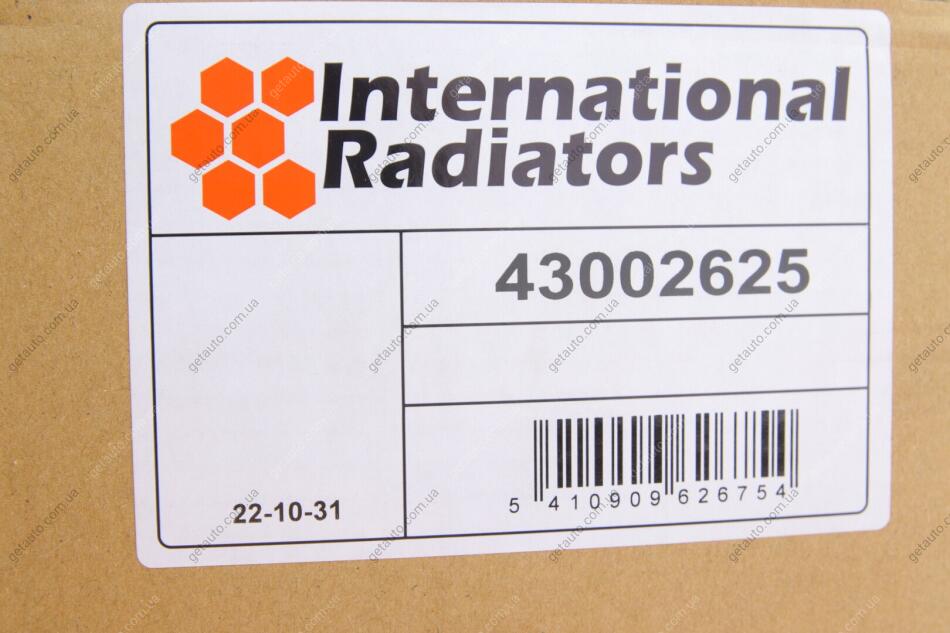 International
Radiators
43002625
22-10-31
5 410909 626754
getauto.com.ua